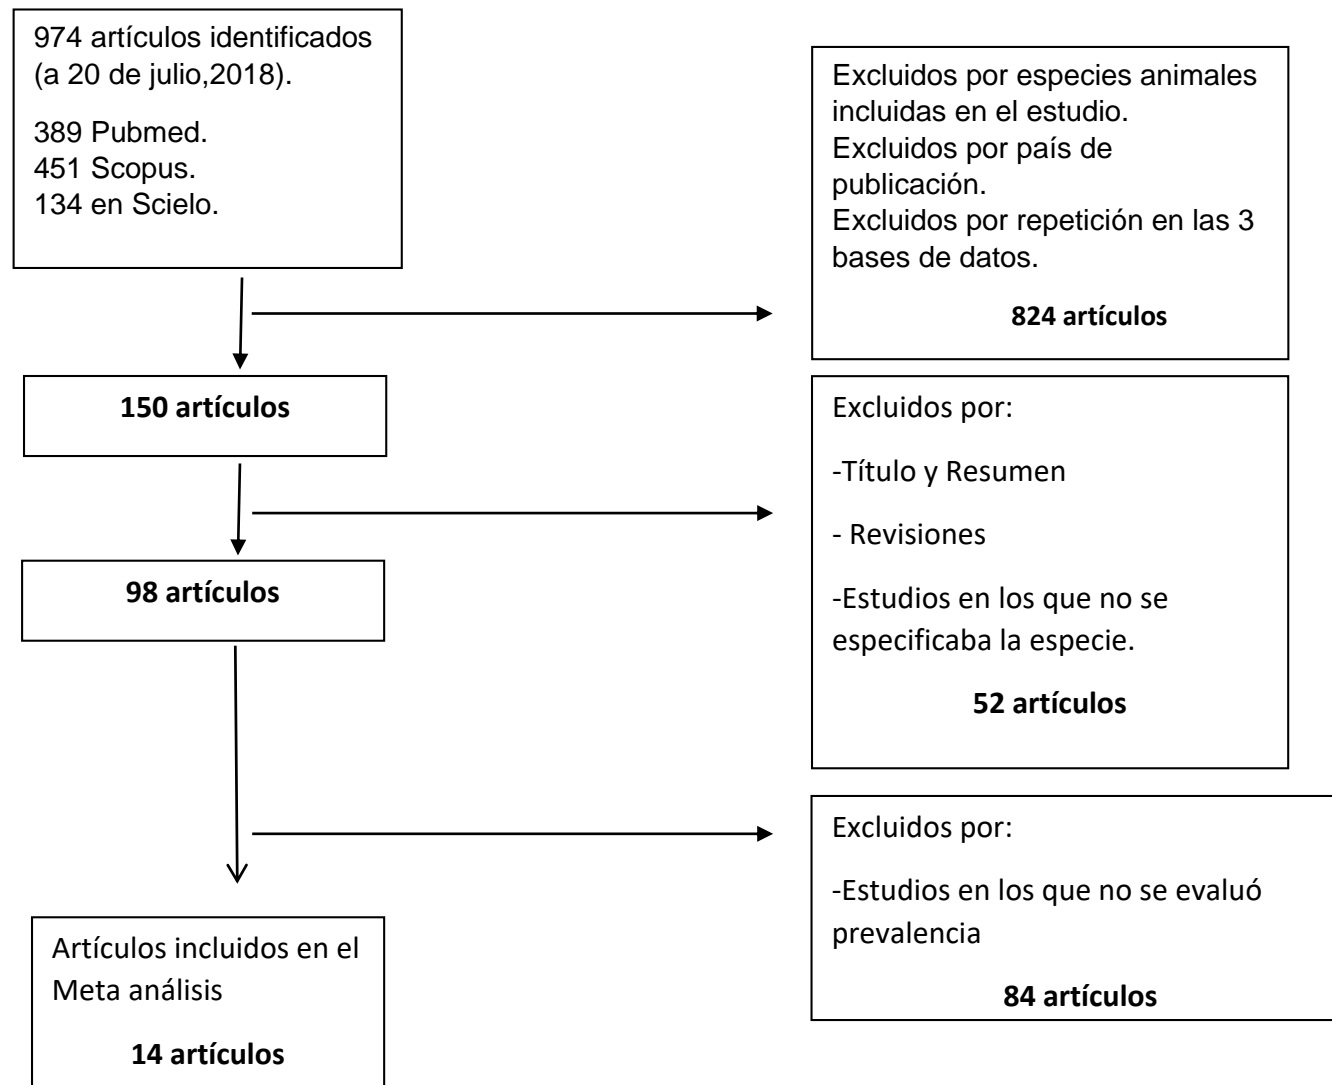 974 artículos identificados
(a 20 de julio,2018).
389 Pubmed.
451 Scopus.
134 en Scielo.
Excluidos por especies animales
incluidas en el estudio.
Excluidos por país de
publicación.
Excluidos por repetición en las 3
bases de datos.
824 artículos
150 artículos
Excluidos por:
-Título y Resumen
- Revisiones
-Estudios en los que no se
especificaba la especie.
52 artículos
98 artículos
Excluidos por:
-Estudios en los que no se evaluó
prevalencia
84 artículos
Artículos incluidos en el
Meta análisis
14 artículos